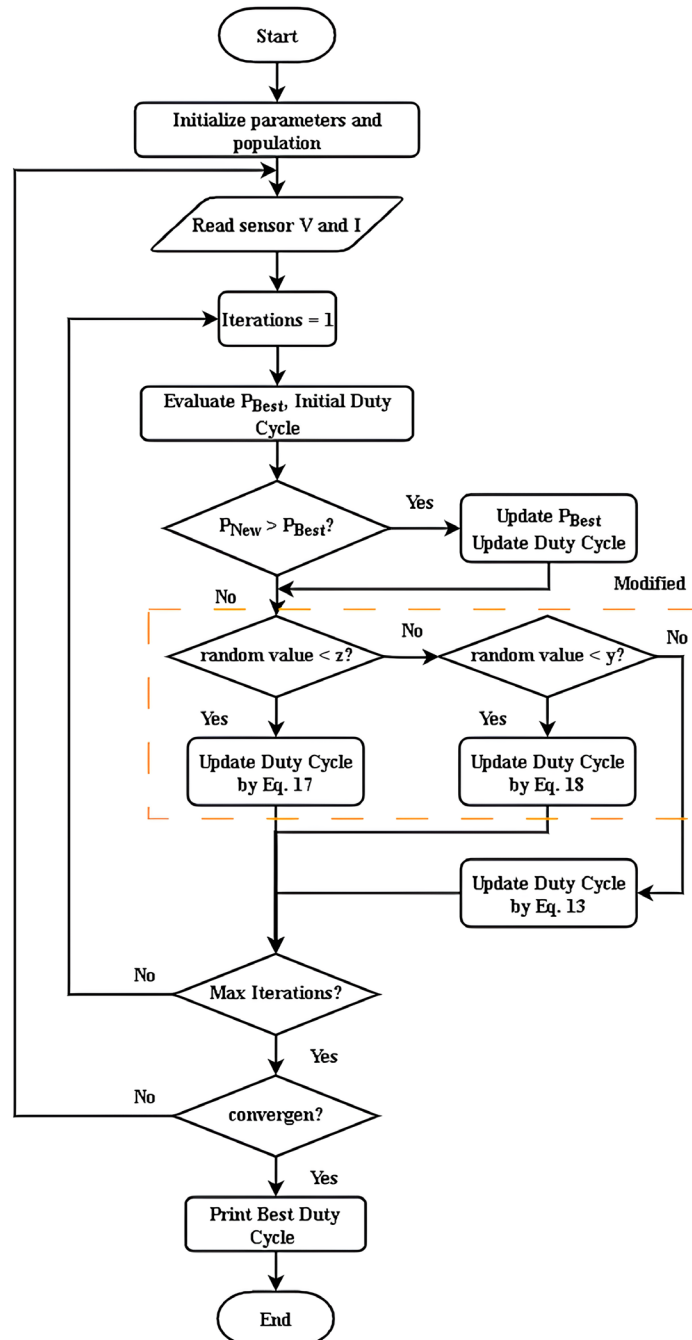 Start
Initialize parameters and
population
Read sensor V and I
Iterations = 1
Evaluate PBest, Initial Duty
Cycle
PNew > PBest?
Yes
Update PBest
Update Duty Cycle
No
Modified
random value < z?
No
random value < y?
No
Yes
Update Duty Cycle
by Eq. 17
Yes
Update Duty Cycle
by Eq. 18
Update Duty Cycle
by Eq. 13
No
Max Iterations?
Yes
No
convergen?
Yes
Print Best Duty
Cycle
End